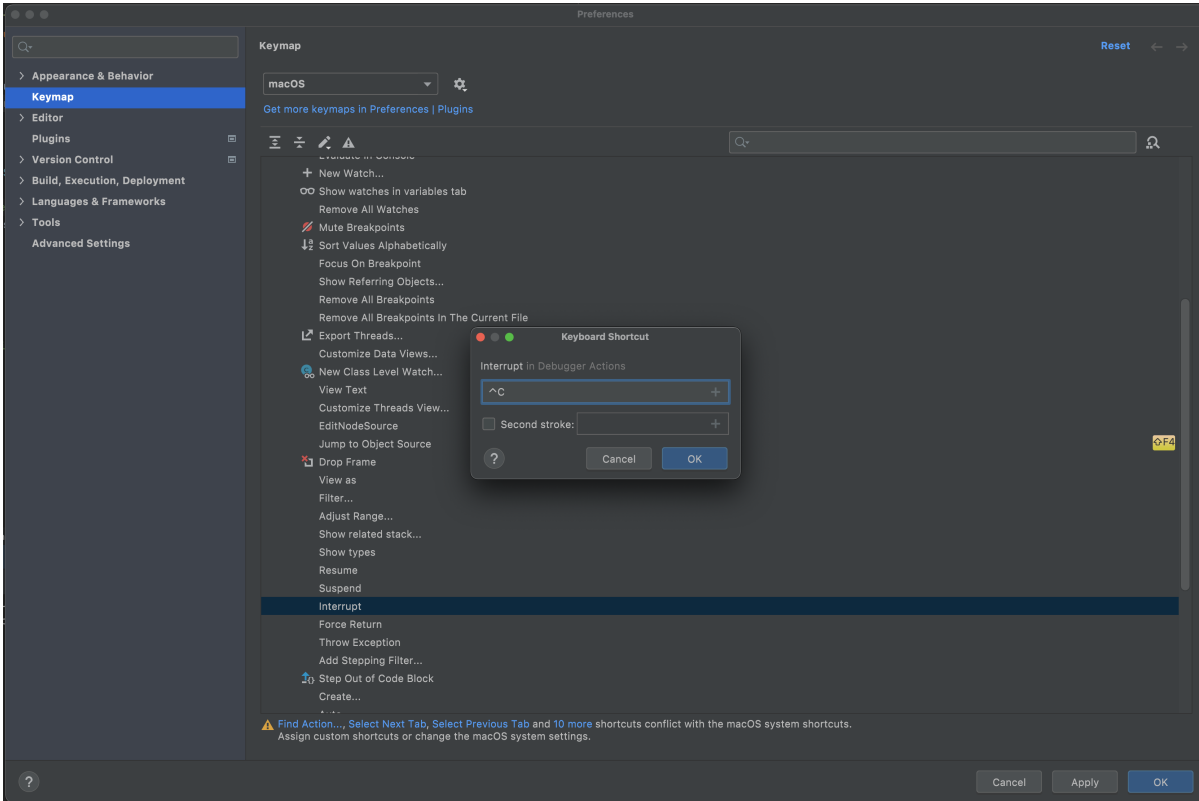 Preferences
Keymap
Reset
Appearance & Behavior
Keymap
Editor
Plugins
Version Control
Build, Execution, Deployment
Languages & Frameworks
Tools
Advanced Settings
macOS
Get more keymaps in Preferences | Plugins
Evaluate in Console
New Watch...
Show watches in variables tab
Remove All Watches
Mute Breakpoints
Sort Values Alphabetically
Focus On Breakpoint
Show Referring Objects...
Remove All Breakpoints
Remove All Breakpoints In The Current File
Export Threads...
Customize Data Views...
New Class Level Watch...
View Text
Customize Threads View...
EditNodeSource
Jump to Object Source
⇧F4
Drop Frame
View as
Filter...
Adjust Range...
Show related stack...
Show types
Resume
Suspend
Interrupt
Force Return
Throw Exception
Add Stepping Filter...
Step Out of Code Block
Create...
Keyboard Shortcut
Interrupt in Debugger Actions
^C
Second stroke:
?
Cancel
OK
Find Action..., Select Next Tab, Select Previous Tab and 10 more shortcuts conflict with the macOS system shortcuts.
Assign custom shortcuts or change the macOS system settings.
?
Cancel
Apply
OK